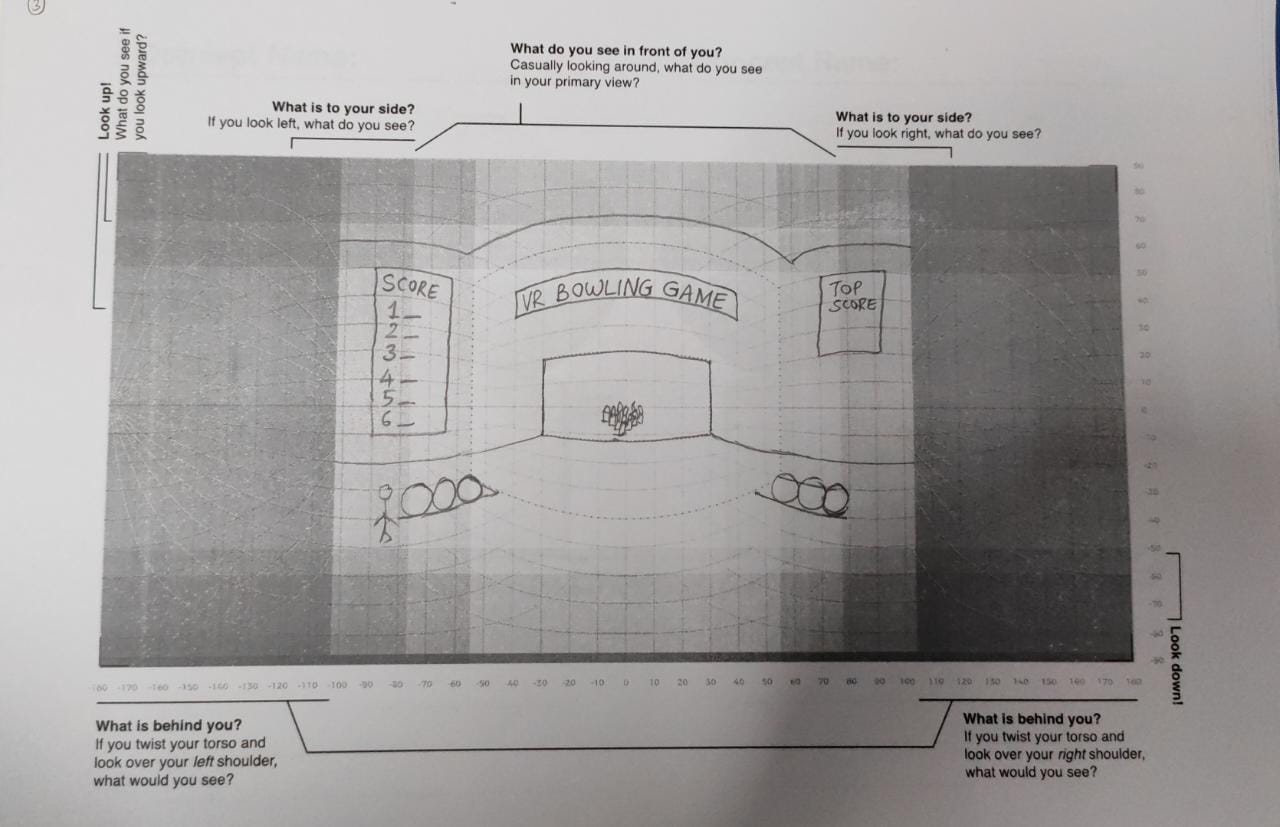 3
What do you see in front of you?
Casually looking around, what do you see
in your primary view?
Look up!
What do you see if
you look upward?
What is to your side?
If you look left, what do you see?
What is to your side?
If you look right, what do you see?
SCORE
1_
2_
3_
4_
5_
6_
VR BOWLING GAME
TOP
SCORE
90
80
70
60
50
40
30
20
10
0
-10
-20
-30
-40
-50
-60
-70
-80
-90
Look down!
-180 -170 -160 -150 -140 -130 -120 -110 -100 -90 -80 -70 -60 -50 -40 -30 -20 -10 0 10 20 30 40 50 60 70 80 90 100 110 120 130 140 150 160 170 180
What is behind you?
If you twist your torso and
look over your left shoulder,
what would you see?
What is behind you?
If you twist your torso and
look over your right shoulder,
what would you see?